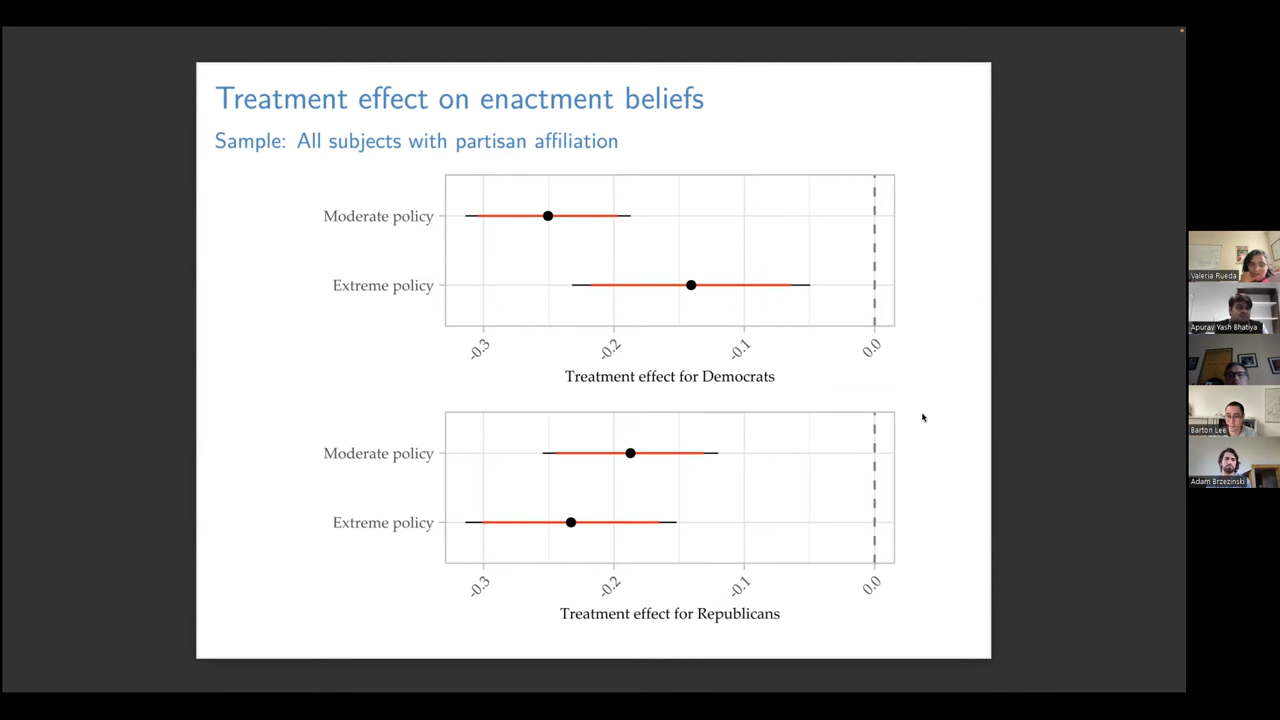 Treatment effect on enactment beliefs
Sample: All subjects with partisan affiliation
Moderate policy
Extreme policy
-0.3
-0.2
-0.1
0.0
Treatment effect for Democrats
Moderate policy
Extreme policy
-0.3
-0.2
-0.1
0.0
Treatment effect for Republicans
Valeria Rueda
Apurav Yash Bhatiya
Barton Lee
Adam Brzezinski